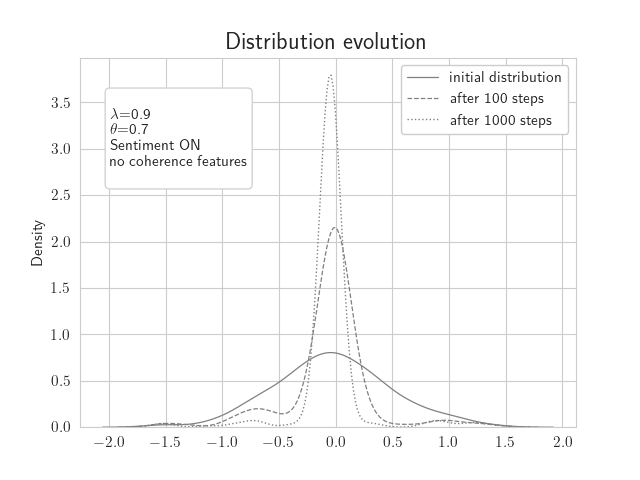 Distribution evolution
initial distribution
after 100 steps
after 1000 steps
λ=0.9
θ=0.7
Sentiment ON
no coherence features
Density
3.5
3.0
2.5
2.0
1.5
1.0
0.5
0.0
−2.0 −1.5 −1.0 −0.5 0.0 0.5 1.0 1.5 2.0